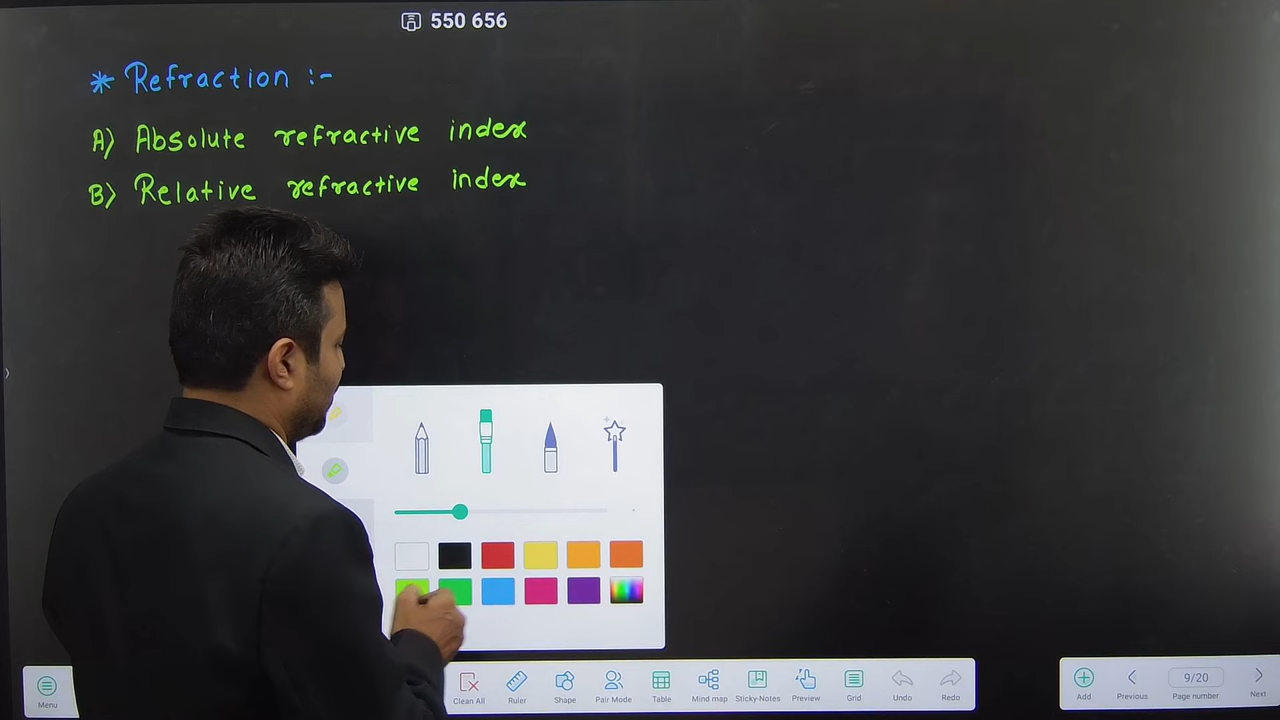 550 656
* Refraction :-
A) Absolute refractive index
B) Relative refractive index
Menu
Clean All
Ruler
Shape
Pair Mode
Table
Mind map
Sticky-Notes
Preview
Grid
Undo
Redo
Add
Previous
9/20
Page number
Next